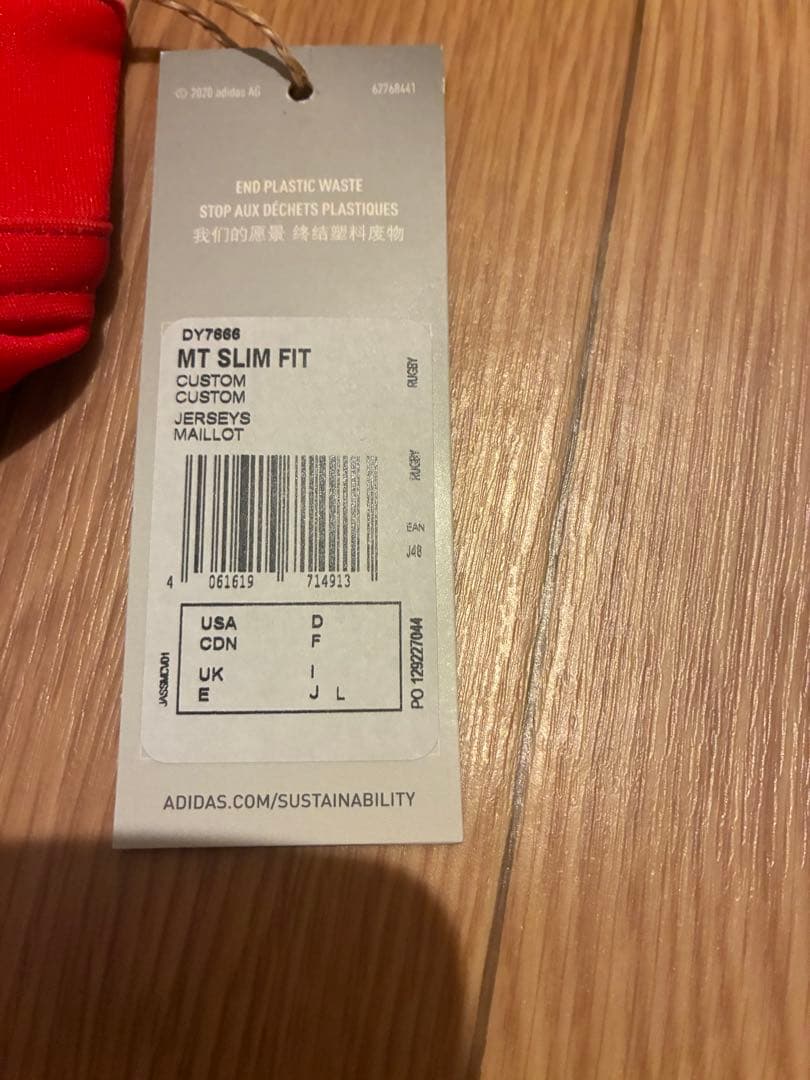 © 2020 adidas AG 67768441
END PLASTIC WASTE
STOP AUX DÉCHETS PLASTIQUES
我们的愿景 终结塑料废物
DY7666
MT SLIM FIT
CUSTOM
CUSTOM
JERSEYS
MAILLOT
RUGBY
RUGBY
EAN
J48
4 061619 714913
USA D
CDN F
UK I
E J L
JASSMCV01
PO 129227044
ADIDAS.COM/SUSTAINABILITY